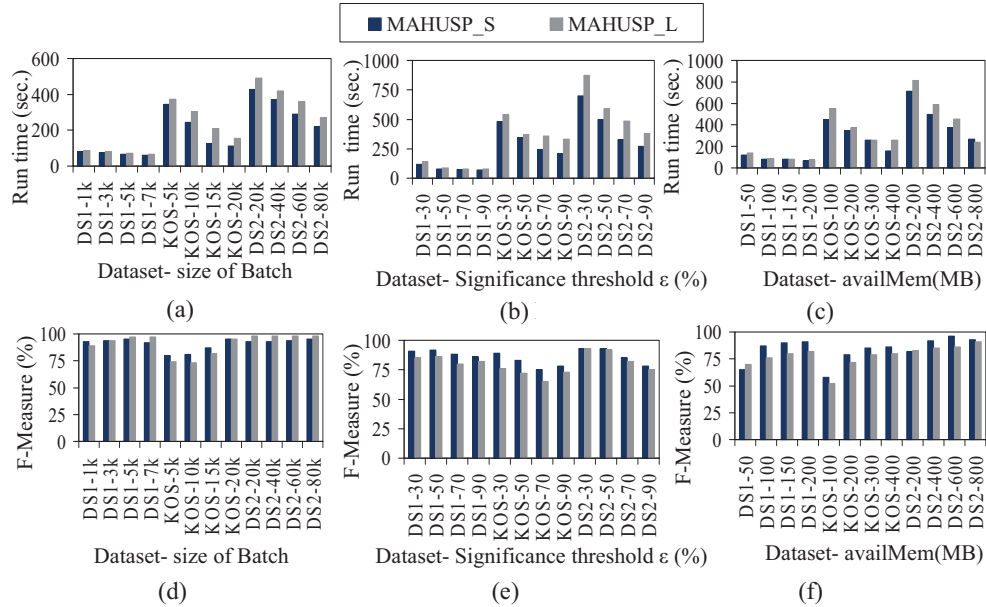 MAHUSP_S MAHUSP_L
Run time (sec.)
600
400
200
0
DS1-1k
DS1-3k
DS1-5k
DS1-7k
KOS-5k
KOS-10k
KOS-15k
KOS-20k
DS2-20k
DS2-40k
DS2-60k
DS2-80k
Dataset- size of Batch
(a)
Run time (sec.)
1000
750
500
250
0
DS1-30
DS1-50
DS1-70
DS1-90
KOS-30
KOS-50
KOS-70
KOS-90
DS2-30
DS2-50
DS2-70
DS2-90
Dataset- Significance threshold ε (%)
(b)
Run time (sec.)
1000
800
600
400
200
0
DS1-50
DS1-100
DS1-150
DS1-200
KOS-100
KOS-200
KOS-300
KOS-400
DS2-200
DS2-400
DS2-600
DS2-800
Dataset- availMem(MB)
(c)
F-Measure (%)
100
75
50
25
0
DS1-1k
DS1-3k
DS1-5k
DS1-7k
KOS-5k
KOS-10k
KOS-15k
KOS-20k
DS2-20k
DS2-40k
DS2-60k
DS2-80k
Dataset- size of Batch
(d)
F-Measure (%)
100
75
50
25
0
DS1-30
DS1-50
DS1-70
DS1-90
KOS-30
KOS-50
KOS-70
KOS-90
DS2-30
DS2-50
DS2-70
DS2-90
Dataset- Significance threshold ε (%)
(e)
F-Measure (%)
100
75
50
25
0
DS1-50
DS1-100
DS1-150
DS1-200
KOS-100
KOS-200
KOS-300
KOS-400
DS2-200
DS2-400
DS2-600
DS2-800
Dataset- availMem(MB)
(f)